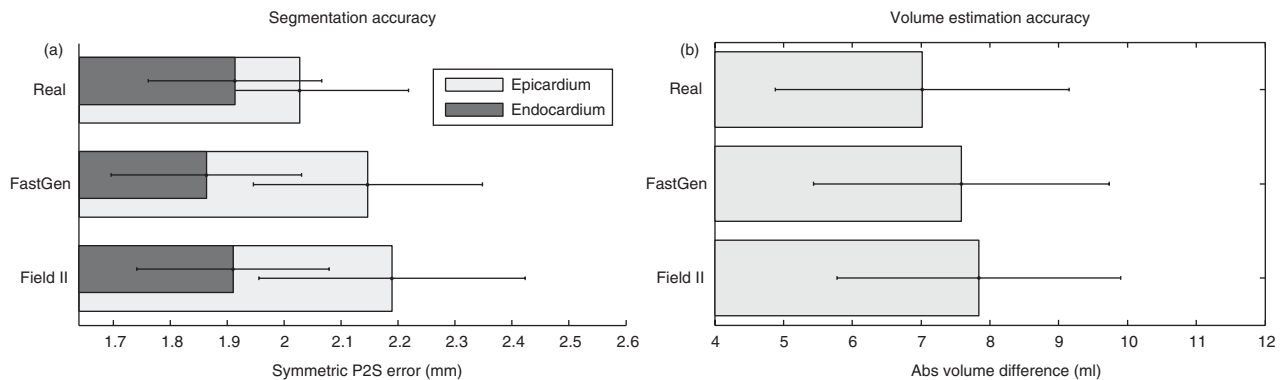 Segmentation accuracy
(a)
Real
FastGen
Field II
Epicardium
Endocardium
1.7 1.8 1.9 2 2.1 2.2 2.3 2.4 2.5 2.6
Symmetric P2S error (mm)
Volume estimation accuracy
(b)
Real
FastGen
Field II
4 5 6 7 8 9 10 11 12
Abs volume difference (ml)